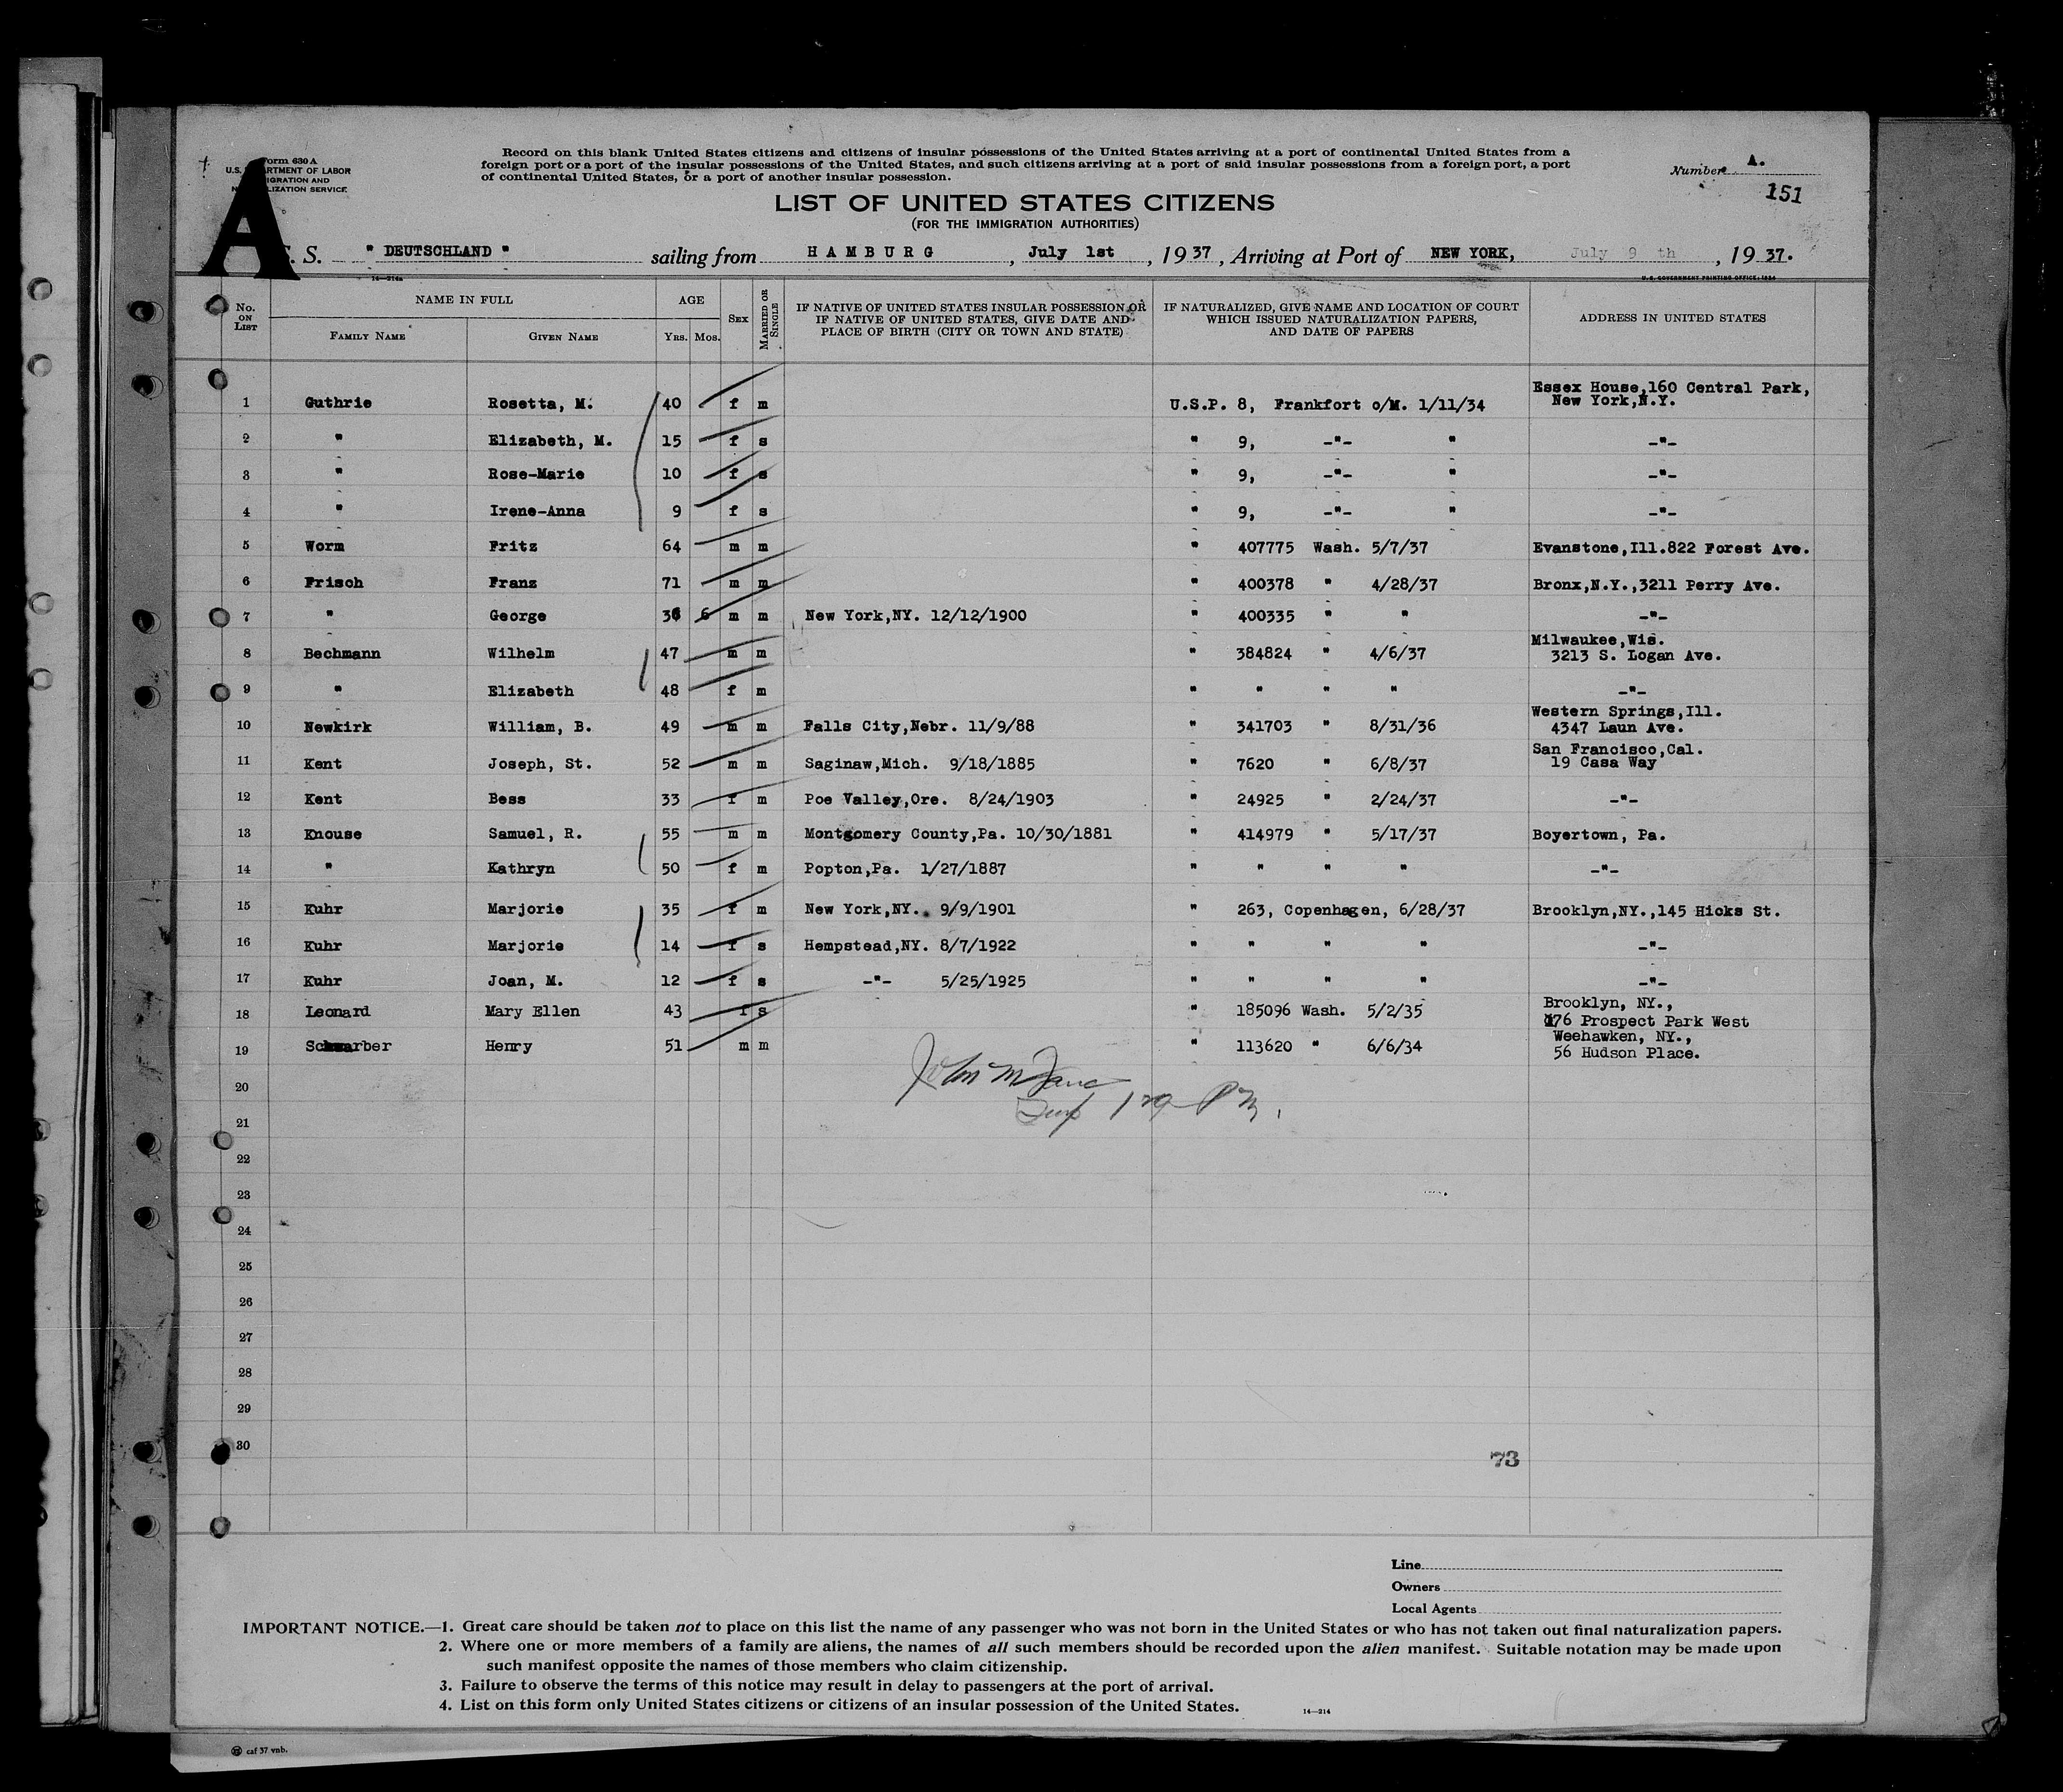 Form 630 A
U.S. DEPARTMENT OF LABOR
IMMIGRATION AND
NATURALIZATION SERVICE
A
Record on this blank United States citizens and citizens of insular possessions of the United States arriving at a port of continental United States from a
foreign port or a port of the insular possessions of the United States, and such citizens arriving at a port of said insular possessions from a foreign port, a port
of continental United States, or a port of another insular possession.
Number A.
151
LIST OF UNITED STATES CITIZENS
(FOR THE IMMIGRATION AUTHORITIES)
S. S. " DEUTSCHLAND " sailing from HAMBURG, July 1st, 1937, Arriving at Port of NEW YORK, July 9 th, 1937.
14—214a
U.S. GOVERNMENT PRINTING OFFICE: 1934
No. ON LIST NAME IN FULL AGE SEX MARRIED OR SINGLE IF NATIVE OF UNITED STATES INSULAR POSSESSION OR IF NATIVE OF UNITED STATES, GIVE DATE AND PLACE OF BIRTH (CITY OR TOWN AND STATE) IF NATURALIZED, GIVE NAME AND LOCATION OF COURT WHICH ISSUED NATURALIZATION PAPERS, AND DATE OF PAPERS ADDRESS IN UNITED STATES
FAMILY NAME GIVEN NAME YRS. MOS.
1 Guthrie Rosetta, M. 40 f m U.S.P. 8, Frankfort o/M. 1/11/34 Essex House,160 Central Park, New York,N.Y.
2 " Elizabeth, M. 15 f s " 9, -"- " -"-
3 " Rose-Marie 10 f s " 9, -"- " -"-
4 " Irene-Anna 9 f s " 9, -"- " -"-
5 Worm Fritz 64 m m " 407775 Wash. 5/7/37 Evanstone,Ill.822 Forest Ave.
6 Frisch Franz 71 m m " 400378 " 4/28/37 Bronx,N.Y.,3211 Perry Ave.
7 " George 36 6 m m New York,NY. 12/12/1900 " 400335 " " -"-
8 Bechmann Wilhelm 47 m m " 384824 " 4/6/37 Milwaukee,Wis. 3213 S. Logan Ave.
9 " Elizabeth 48 f m " " " " -"-
10 Newkirk William, B. 49 m m Falls City,Nebr. 11/9/88 " 341703 " 8/31/36 Western Springs,Ill. 4347 Laun Ave.
11 Kent Joseph, St. 52 m m Saginaw,Mich. 9/18/1885 " 7620 " 6/8/37 San Francisco,Cal. 19 Casa Way
12 Kent Bess 33 f m Poe Valley,Ore. 8/24/1903 " 24925 " 2/24/37 -"-
13 Knouse Samuel, R. 55 m m Montgomery County,Pa. 10/30/1881 " 414979 " 5/17/37 Boyertown, Pa.
14 " Kathryn 50 f m Popton,Pa. 1/27/1887 " " " " -"-
15 Kuhr Marjorie 35 f m New York,NY. 9/9/1901 " 263, Copenhagen, 6/28/37 Brooklyn,NY.,145 Hicks St.
16 Kuhr Marjorie 14 f s Hempstead,NY. 8/7/1922 " " " " -"-
17 Kuhr Joan, M. 12 f s -"- 5/25/1925 " " " " -"-
18 Leonard Mary Ellen 43 f s " 185096 Wash. 5/2/35 Brooklyn, NY., 176 Prospect Park West
19 Schwarber Henry 51 m m " 113620 " 6/6/34 Weehawken, NY., 56 Hudson Place.
20
21
22
23
24
25
26
27
28
29
30
73
Line
Owners
Local Agents
IMPORTANT NOTICE.—1. Great care should be taken not to place on this list the name of any passenger who was not born in the United States or who has not taken out final naturalization papers.
2. Where one or more members of a family are aliens, the names of all such members should be recorded upon the alien manifest. Suitable notation may be made upon
such manifest opposite the names of those members who claim citizenship.
3. Failure to observe the terms of this notice may result in delay to passengers at the port of arrival.
4. List on this form only United States citizens or citizens of an insular possession of the United States.
14—214
caf 37 vnb.